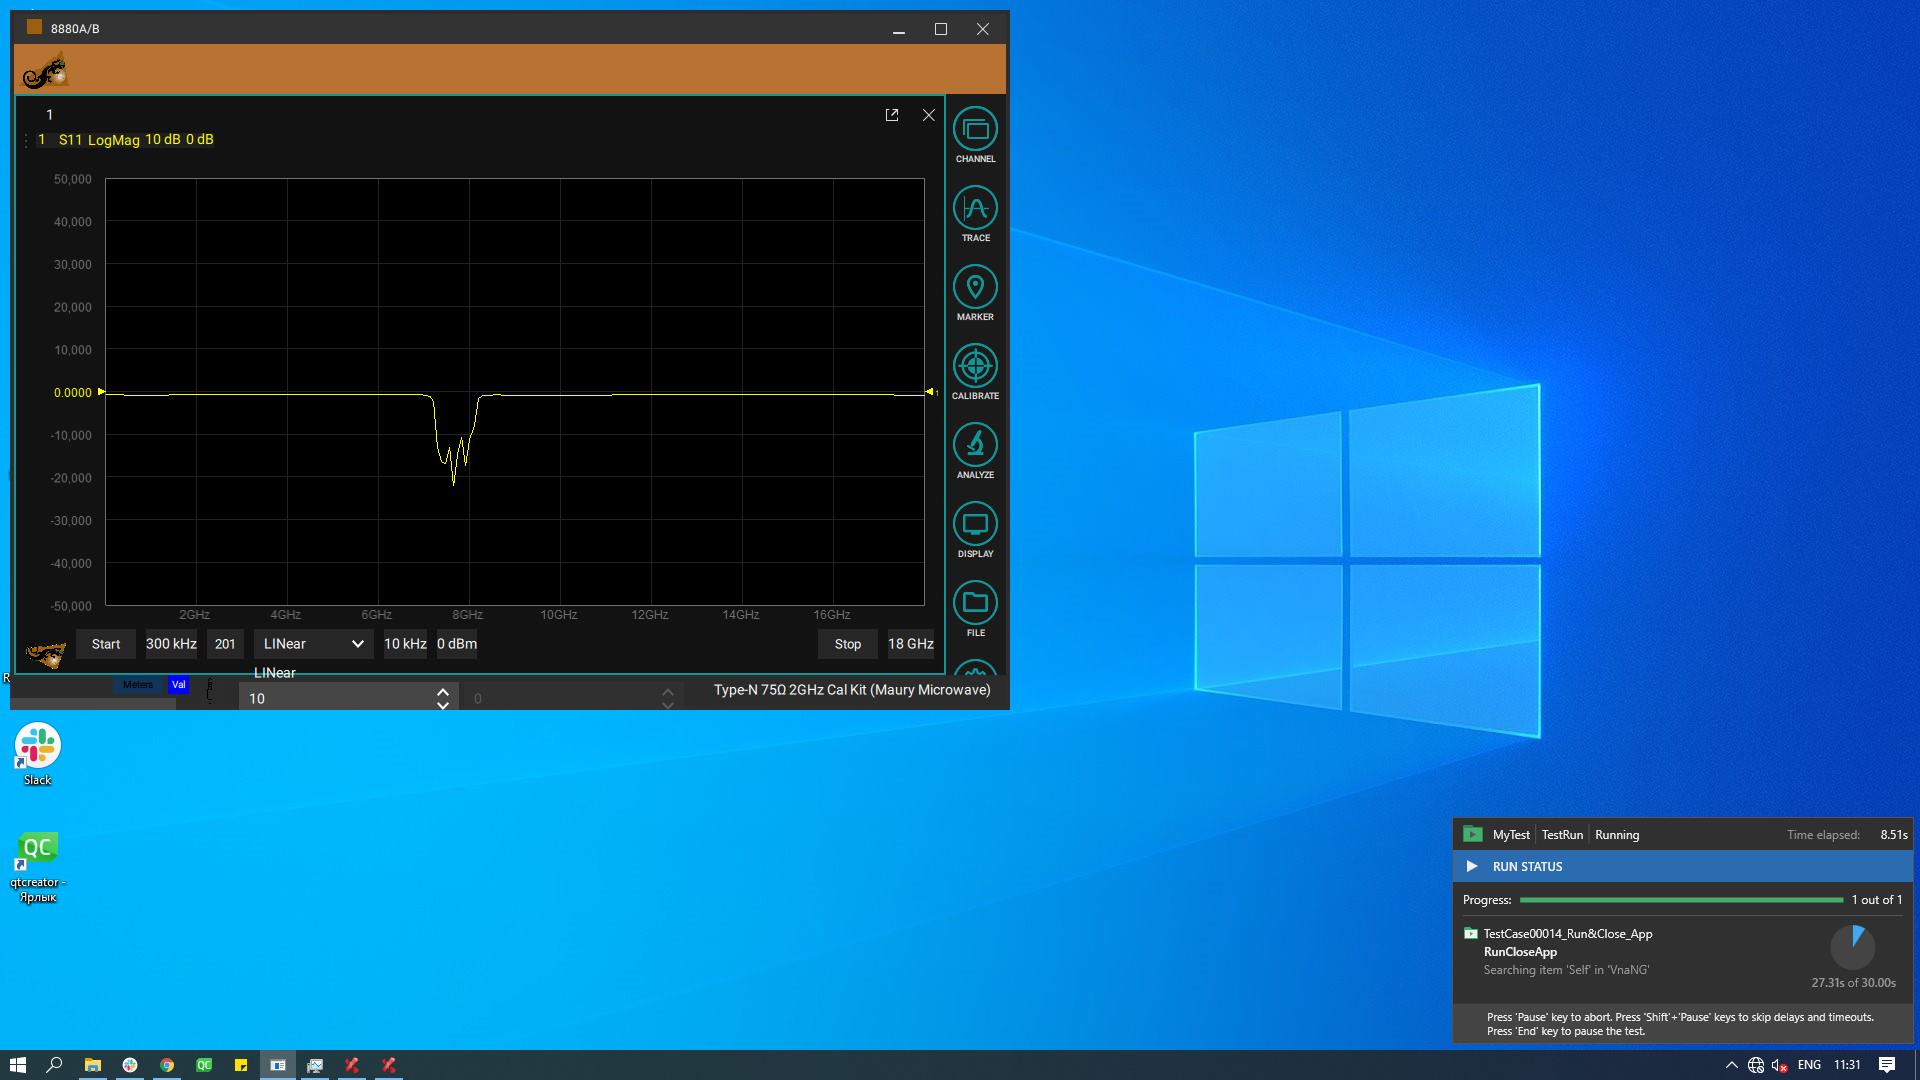 8880A/B
1
1 S11 LogMag 10 dB 0 dB
CHANNEL
TRACE
MARKER
CALIBRATE
ANALYZE
DISPLAY
FILE
50,000
40,000
30,000
20,000
10,000
0.0000
-10,000
-20,000
-30,000
-40,000
-50,000
1
2GHz 4GHz 6GHz 8GHz 10GHz 12GHz 14GHz 16GHz
Start 300 kHz 201 LINear 10 kHz 0 dBm Stop 18 GHz
LINear
Meters Val 10 0 Type-N 75Ω 2GHz Cal Kit (Maury Microwave)
R
Slack
QC
qtcreator -
Ярлык
MyTest TestRun Running Time elapsed: 8.51s
RUN STATUS
Progress: 1 out of 1
TestCase00014_Run&Close_App
RunCloseApp
Searching item 'Self' in 'VnaNG'
27.31s of 30.00s
Press 'Pause' key to abort. Press 'Shift'+'Pause' keys to skip delays and timeouts.
Press 'End' key to pause the test.
QC
ENG 11:31